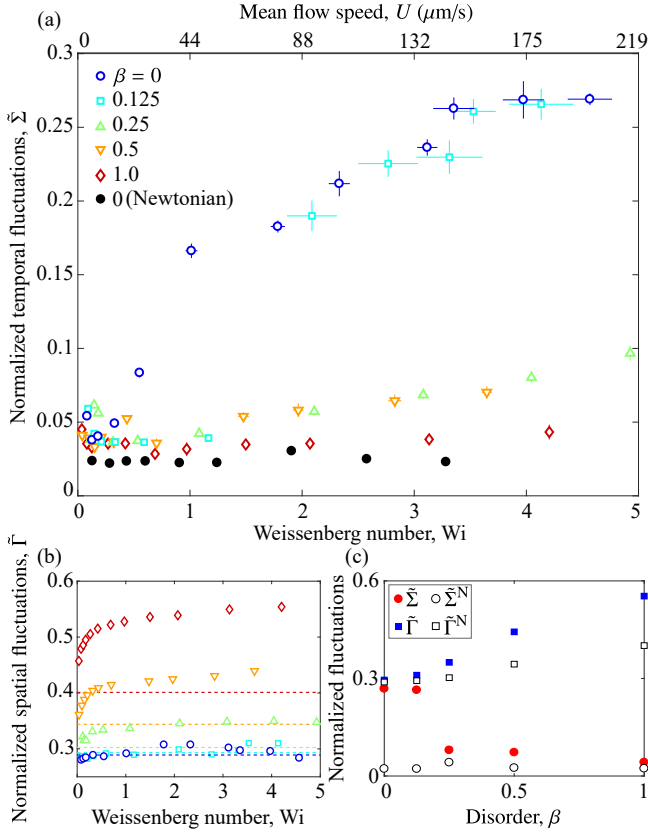 Mean flow speed, U (μm/s)
(a)
0 44 88 132 175 219
0.3
0.25
0.2
0.15
0.1
0.05
0
Normalized temporal fluctuations, Σ̃
β = 0
0.125
0.25
0.5
1.0
0 (Newtonian)
0 1 2 3 4 5
Weissenberg number, Wi
(b)
0.6
0.5
0.4
0.3
Normalized spatial fluctuations, Γ̃
0 1 2 3 4 5
Weissenberg number, Wi
(c)
0.6
0.3
0
Normalized fluctuations
Σ̃ Σ̃ᴺ
Γ̃ Γ̃ᴺ
0 0.5 1
Disorder, β